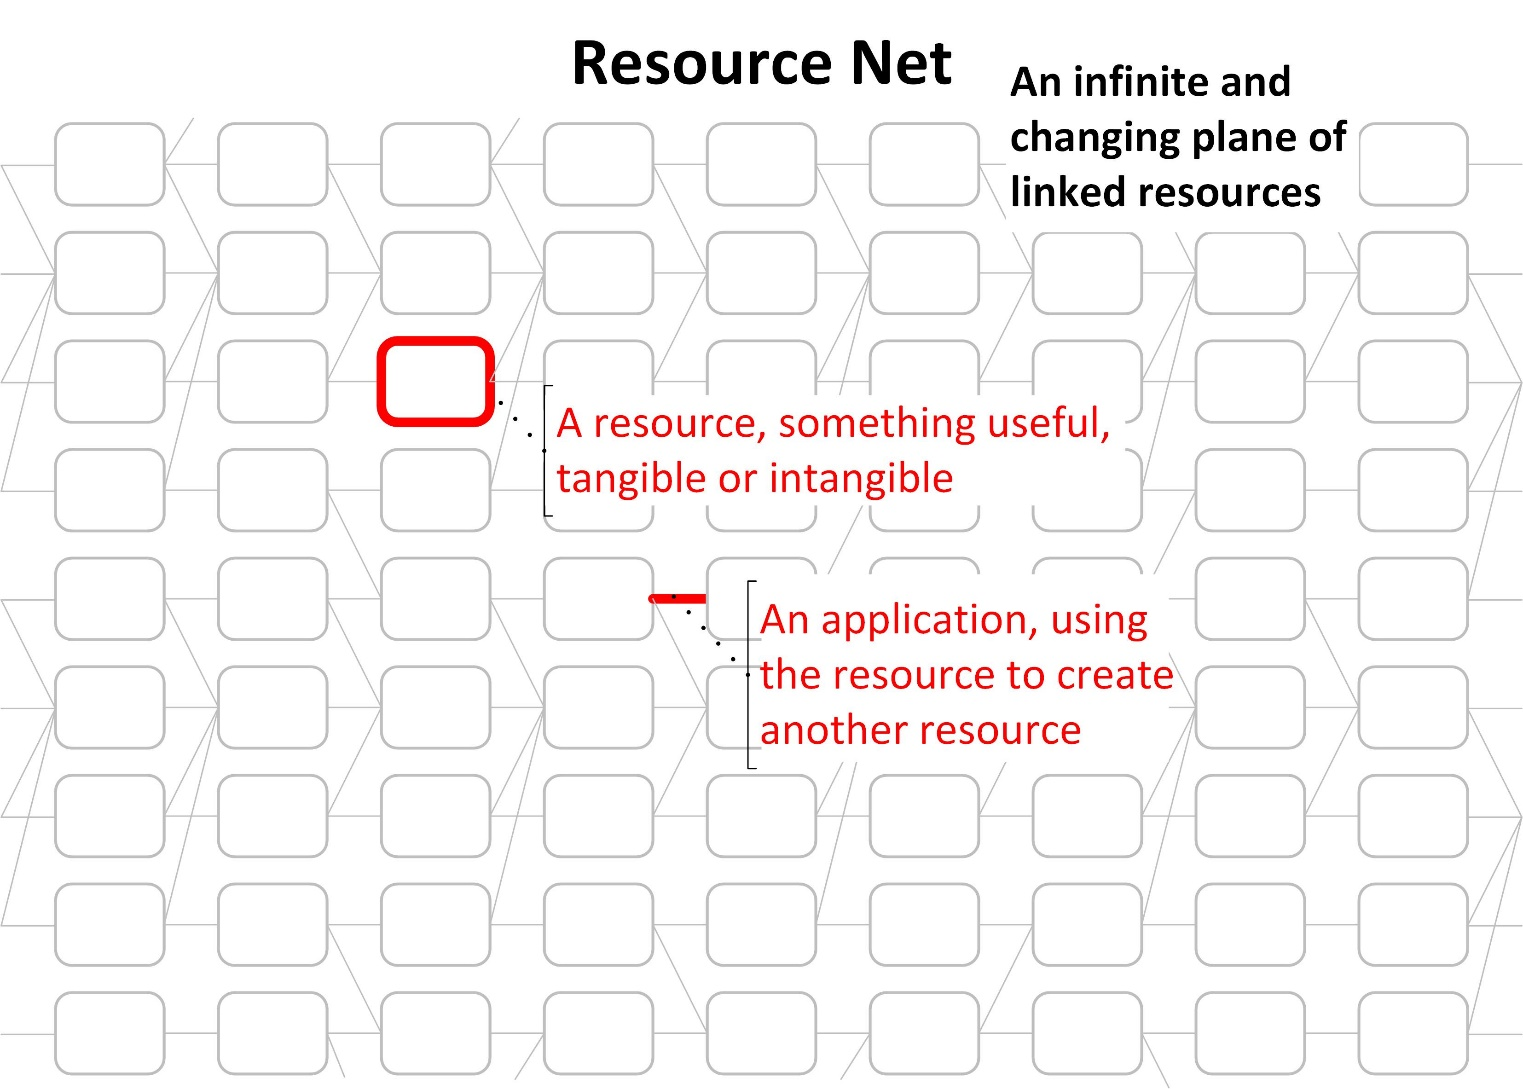 Resource Net
An infinite and
changing plane of
linked resources
A resource, something useful,
tangible or intangible
An application, using
the resource to create
another resource